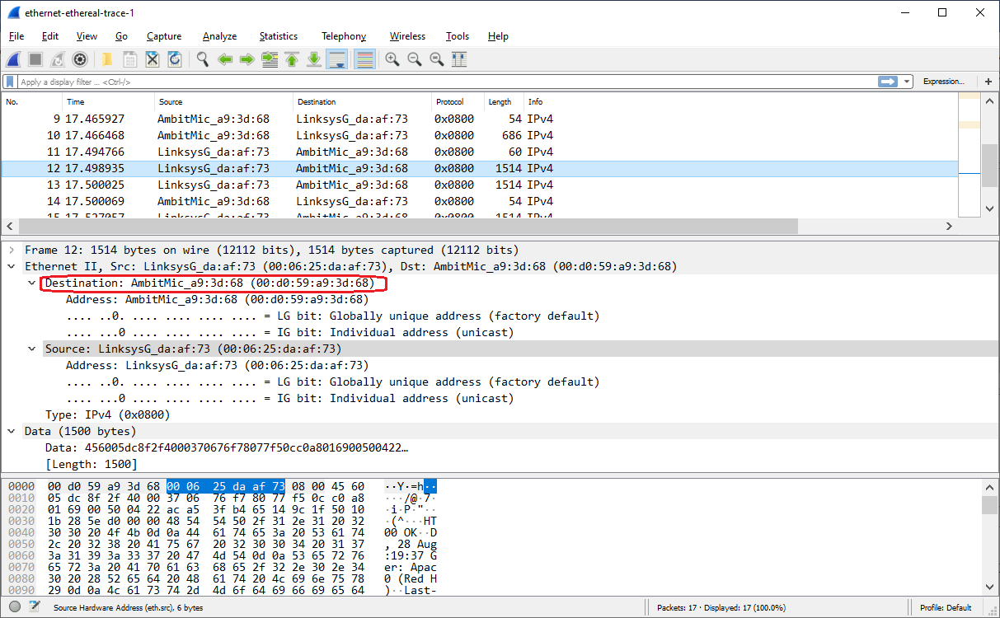 ethernet-ethereal-trace-1
File Edit View Go Capture Analyze Statistics Telephony Wireless Tools Help
Apply a display filter ... <Ctrl-/> Expression... +
No. Time Source Destination Protocol Length Info
9 17.465927 AmbitMic_a9:3d:68 LinksysG_da:af:73 0x0800 54 IPv4
10 17.466468 AmbitMic_a9:3d:68 LinksysG_da:af:73 0x0800 686 IPv4
11 17.494766 LinksysG_da:af:73 AmbitMic_a9:3d:68 0x0800 60 IPv4
12 17.498935 LinksysG_da:af:73 AmbitMic_a9:3d:68 0x0800 1514 IPv4
13 17.500025 LinksysG_da:af:73 AmbitMic_a9:3d:68 0x0800 1514 IPv4
14 17.500069 AmbitMic_a9:3d:68 LinksysG_da:af:73 0x0800 54 IPv4
15 17.527057 LinksysG_da:af:73 AmbitMic_a9:3d:68 0x0800 1514 IPv4
Frame 12: 1514 bytes on wire (12112 bits), 1514 bytes captured (12112 bits)
Ethernet II, Src: LinksysG_da:af:73 (00:06:25:da:af:73), Dst: AmbitMic_a9:3d:68 (00:d0:59:a9:3d:68)
Destination: AmbitMic_a9:3d:68 (00:d0:59:a9:3d:68)
Address: AmbitMic_a9:3d:68 (00:d0:59:a9:3d:68)
.... ..0. .... .... .... .... = LG bit: Globally unique address (factory default)
.... ...0 .... .... .... .... = IG bit: Individual address (unicast)
Source: LinksysG_da:af:73 (00:06:25:da:af:73)
Address: LinksysG_da:af:73 (00:06:25:da:af:73)
.... ..0. .... .... .... .... = LG bit: Globally unique address (factory default)
.... ...0 .... .... .... .... = IG bit: Individual address (unicast)
Type: IPv4 (0x0800)
Data (1500 bytes)
Data: 456005dc8f2f4000370676f78077f50cc0a8016900500422…
[Length: 1500]
0000 00 d0 59 a9 3d 68 00 06 25 da af 73 08 00 45 60 ··Y·=h··
0010 05 dc 8f 2f 40 00 37 06 76 f7 80 77 f5 0c c0 a8 ···/@·7·
0020 01 69 00 50 04 22 ac a5 3f b4 65 14 9c 1f 50 10 ·i·P·"··
0030 1b 28 5e d0 00 00 48 54 54 50 2f 31 2e 31 20 32 ·(^···HT
0040 30 30 20 4f 4b 0d 0a 44 61 74 65 3a 20 53 61 74 00 OK··D
0050 2c 20 32 38 20 41 75 67 20 32 30 30 34 20 31 37 , 28 Aug
0060 3a 31 39 3a 33 37 20 47 4d 54 0d 0a 53 65 72 76 :19:37 G
0070 65 72 3a 20 41 70 61 63 68 65 2f 32 2e 30 2e 34 er: Apac
0080 30 20 28 52 65 64 20 48 61 74 20 4c 69 6e 75 78 0 (Red H
0090 29 0d 0a 4c 61 73 74 2d 4d 6f 64 69 66 69 65 64 )··Last-
Source Hardware Address (eth.src), 6 bytes Packets: 17 · Displayed: 17 (100.0%) Profile: Default